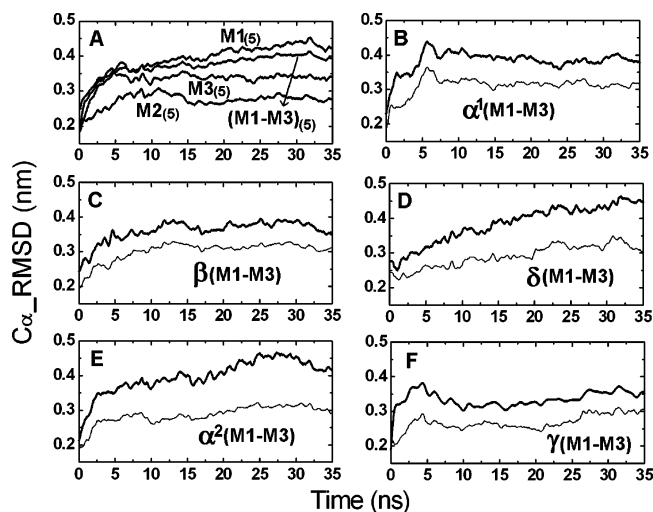 A
M1(5)
M3(5)
M2(5)
(M1-M3)(5)
0.5
0.4
0.3
0.2
0 5 10 15 20 25 30 35
B
α1(M1-M3)
0.5
0.4
0.3
0.2
0 5 10 15 20 25 30 35
Cα_RMSD (nm)
C
β(M1-M3)
0.5
0.4
0.3
0.2
0 5 10 15 20 25 30 35
D
δ(M1-M3)
0.5
0.4
0.3
0.2
0 5 10 15 20 25 30 35
E
α2(M1-M3)
0.5
0.4
0.3
0.2
0 5 10 15 20 25 30 35
F
γ(M1-M3)
0.5
0.4
0.3
0.2
0 5 10 15 20 25 30 35
Time (ns)